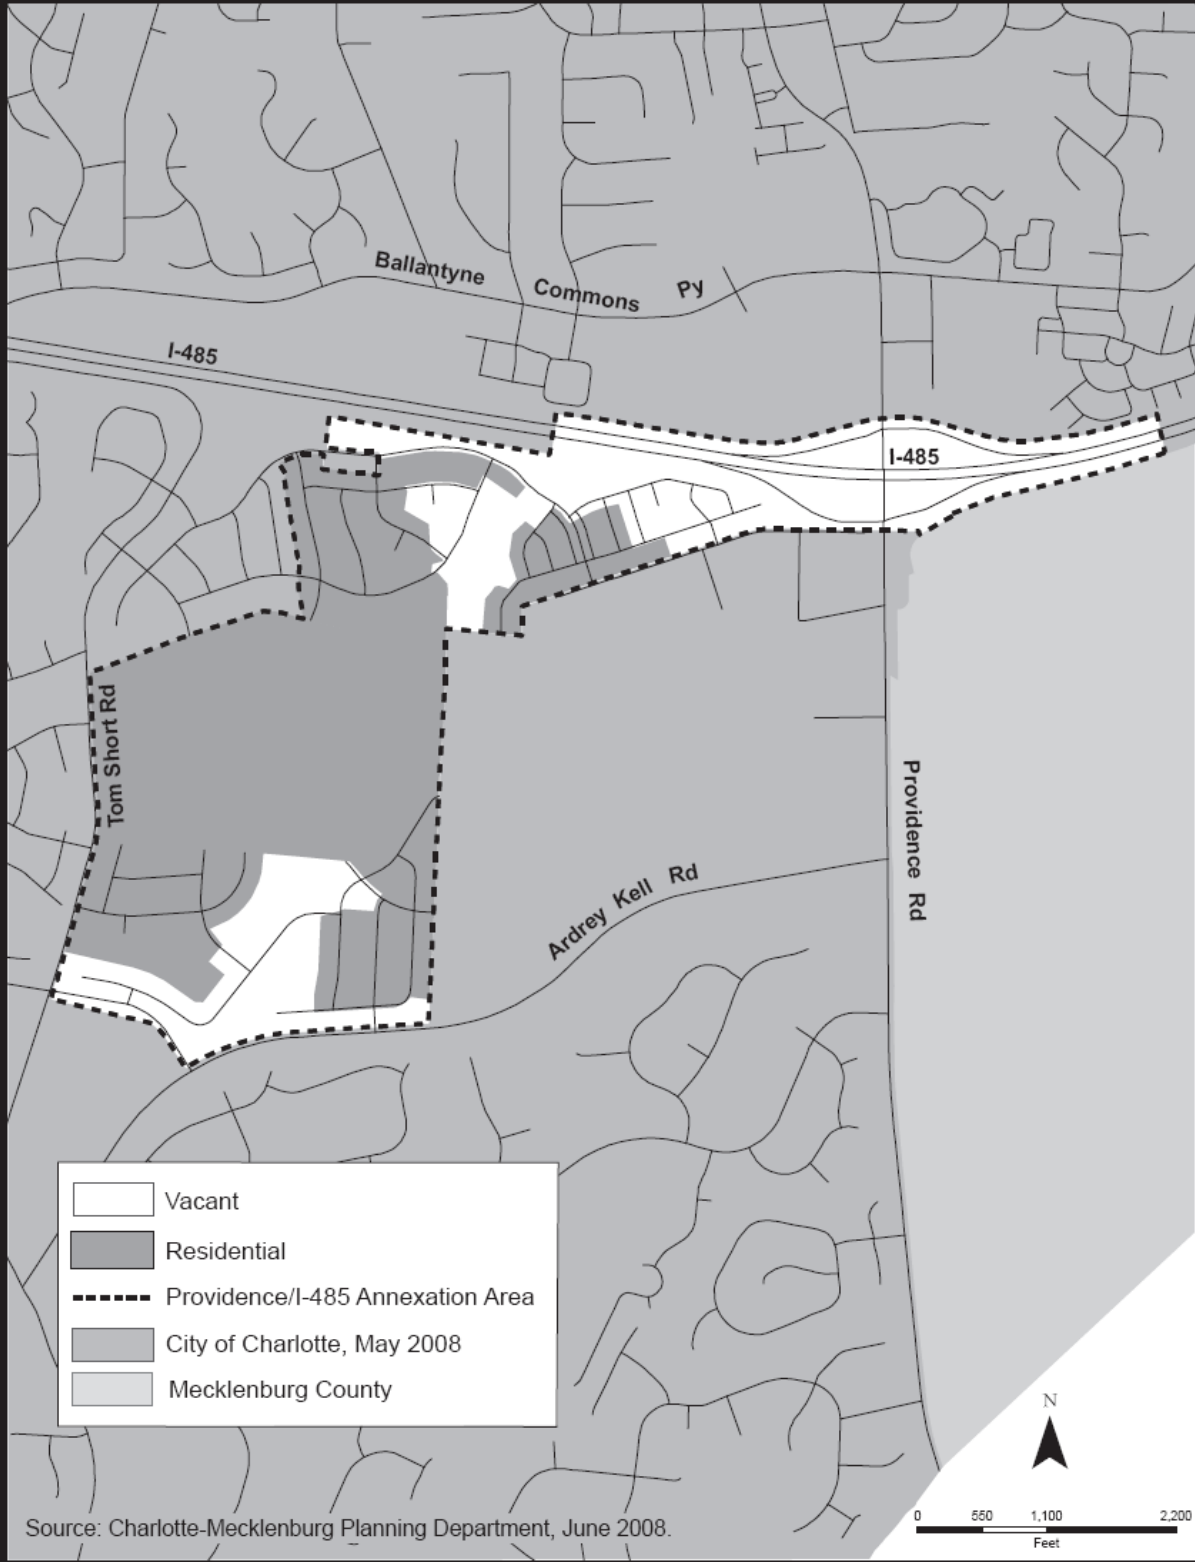 Ballantyne Commons Py
I-485
I-485
Tom Short Rd
Providence Rd
Ardrey Kell Rd
Vacant
Residential
Providence/I-485 Annexation Area
City of Charlotte, May 2008
Mecklenburg County
N
0 550 1,100 2,200
Feet
Source: Charlotte-Mecklenburg Planning Department, June 2008.